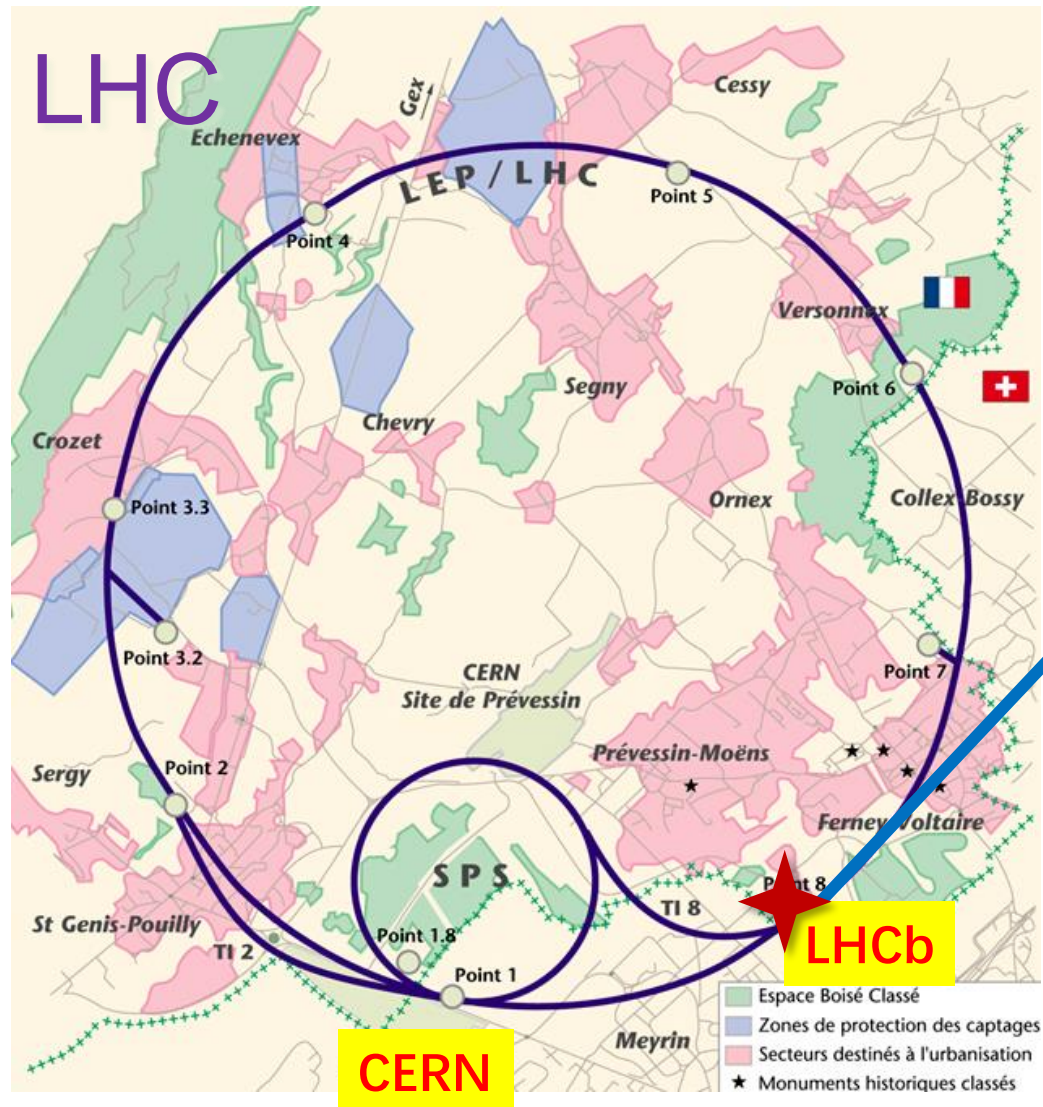 LHC
Gex
Cessy
Echenevex
LEP/LHC
Point 5
Point 4
Versonnex
Segny
Point 6
Chevry
Crozet
Ornex
Collex Bossy
Point 3.3
Point 3.2
CERN
Site de Prévessin
Point 7
Prévessin-Moëns
Point 2
Sergy
Ferney Voltaire
SPS
Point 8
TI 8
St Genis-Pouilly
TI 2
Point 1.8
LHCb
Point 1
Espace Boisé Classé
Zones de protection des captages
Meyrin
Secteurs destinés à l'urbanisation
CERN
Monuments historiques classés